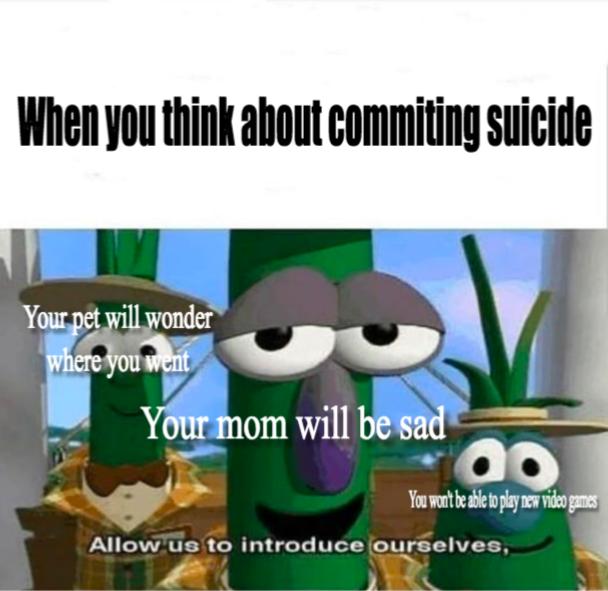 When you think about commiting suicide
Your pet will wonder
where you went
Your mom will be sad
You won't be able to play new video games
Allow us to introduce ourselves,